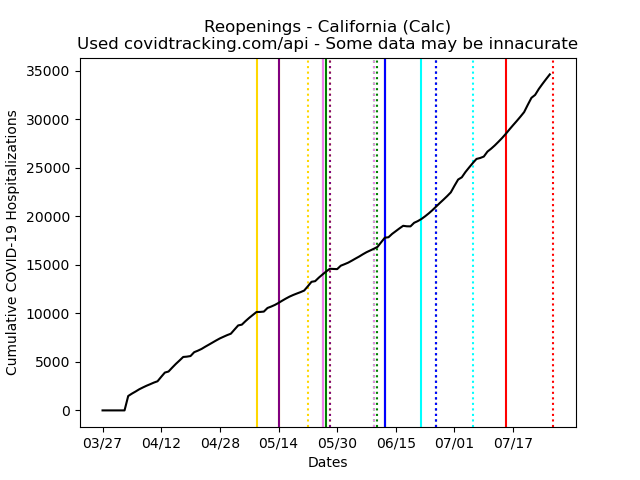 Reopenings - California (Calc)
Used covidtracking.com/api - Some data may be innacurate
Cumulative COVID-19 Hospitalizations
35000
30000
25000
20000
15000
10000
5000
0
03/27 04/12 04/28 05/14 05/30 06/15 07/01 07/17
Dates